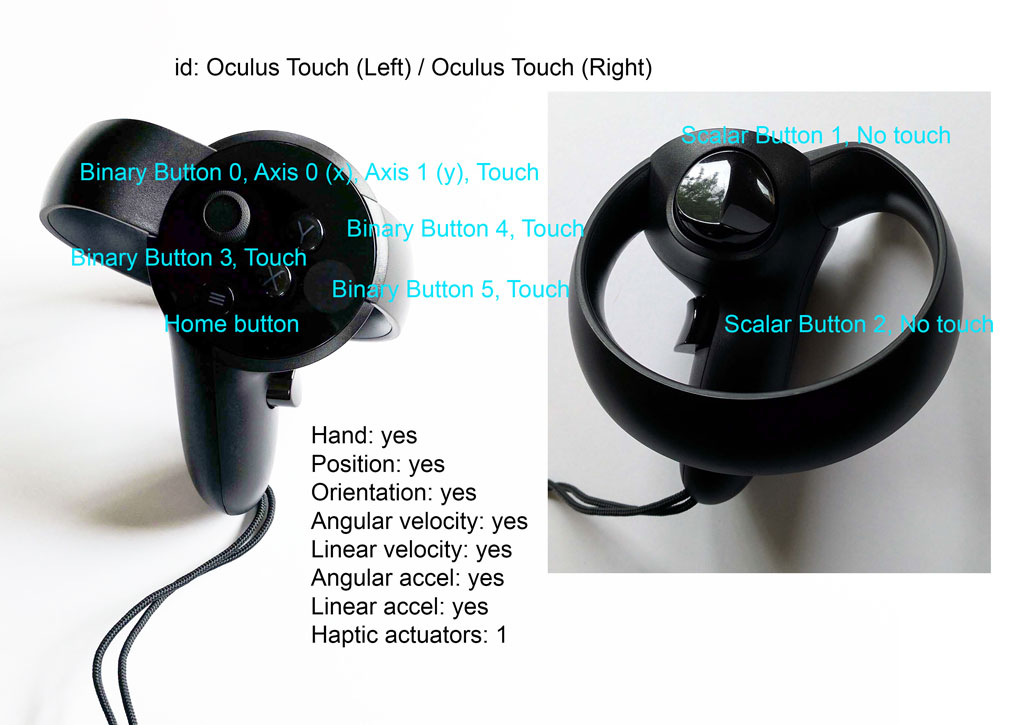 id: Oculus Touch (Left) / Oculus Touch (Right)
Scalar Button 1, No touch
Binary Button 0, Axis 0 (x), Axis 1 (y), Touch
Y
Binary Button 4, Touch
Binary Button 3, Touch
X
Binary Button 5, Touch
Home button
Scalar Button 2, No touch
Hand: yes
Position: yes
Orientation: yes
Angular velocity: yes
Linear velocity: yes
Angular accel: yes
Linear accel: yes
Haptic actuators: 1